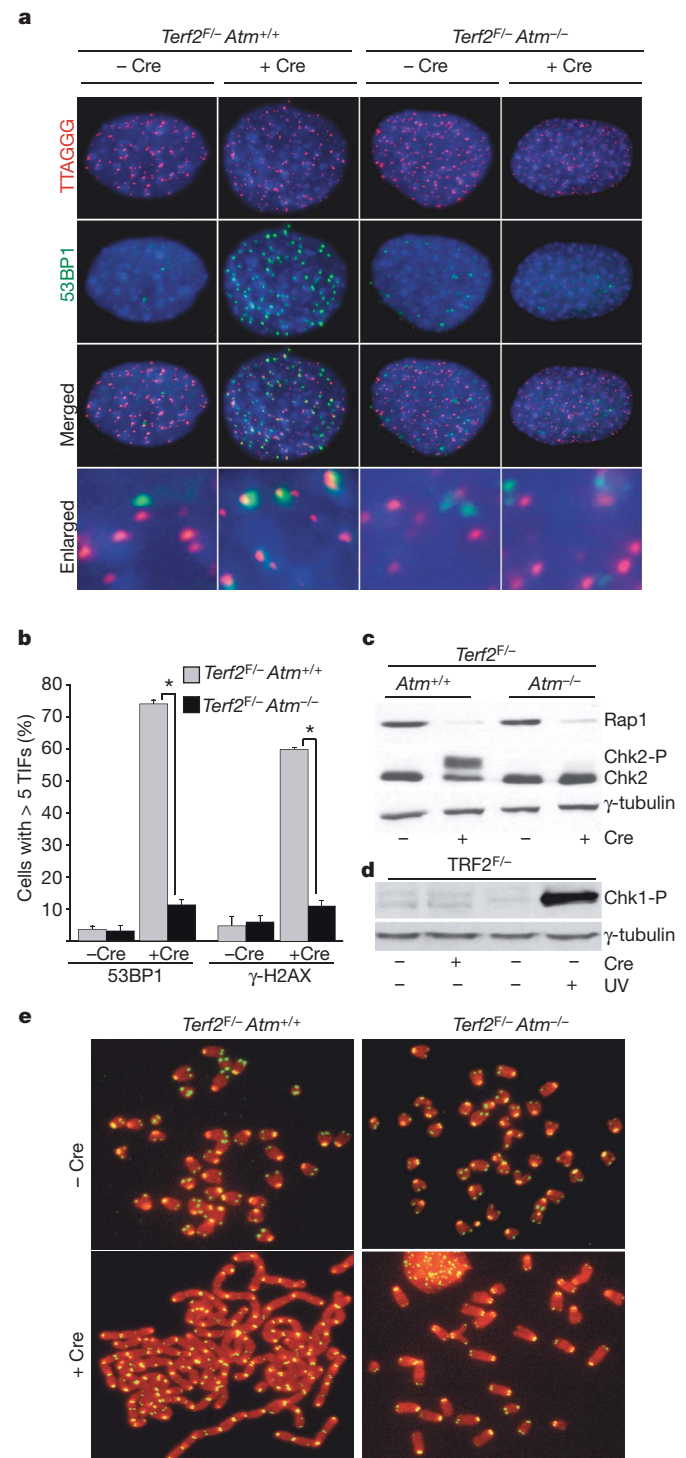 a
Terf2F/– Atm+/+ Terf2F/– Atm–/–
– Cre + Cre – Cre + Cre
TTAGGG
53BP1
Merged
Enlarged
b
Terf2F/– Atm+/+
Terf2F/– Atm–/–
Cells with > 5 TIFs (%)
80
70
60
50
40
30
20
10
* *
–Cre +Cre –Cre +Cre
53BP1 γ-H2AX
c
Terf2F/–
Atm+/+ Atm–/–
Rap1
Chk2-P
Chk2
γ-tubulin
– + – + Cre
d
TRF2F/–
Chk1-P
γ-tubulin
– + – – Cre
– – – + UV
e
Terf2F/– Atm+/+ Terf2F/– Atm–/–
– Cre
+ Cre